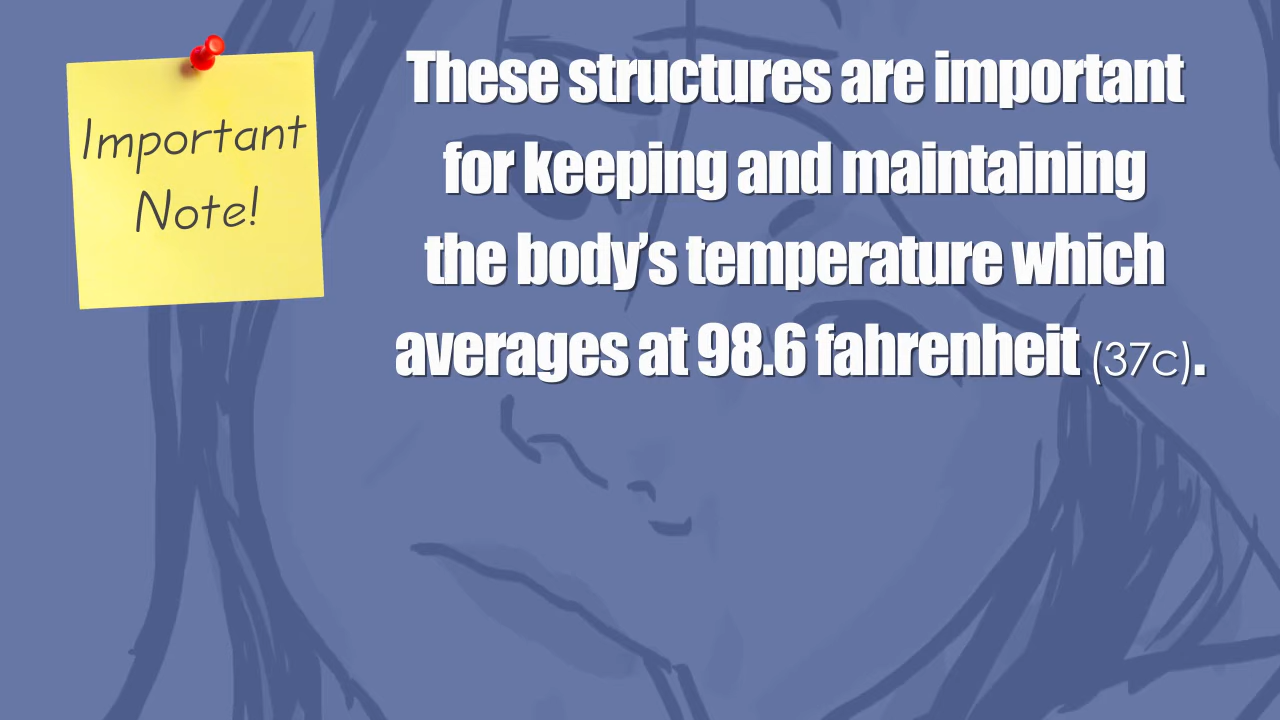 Important
Note!
These structures are important
for keeping and maintaining
the body's temperature which
averages at 98.6 fahrenheit (37c).